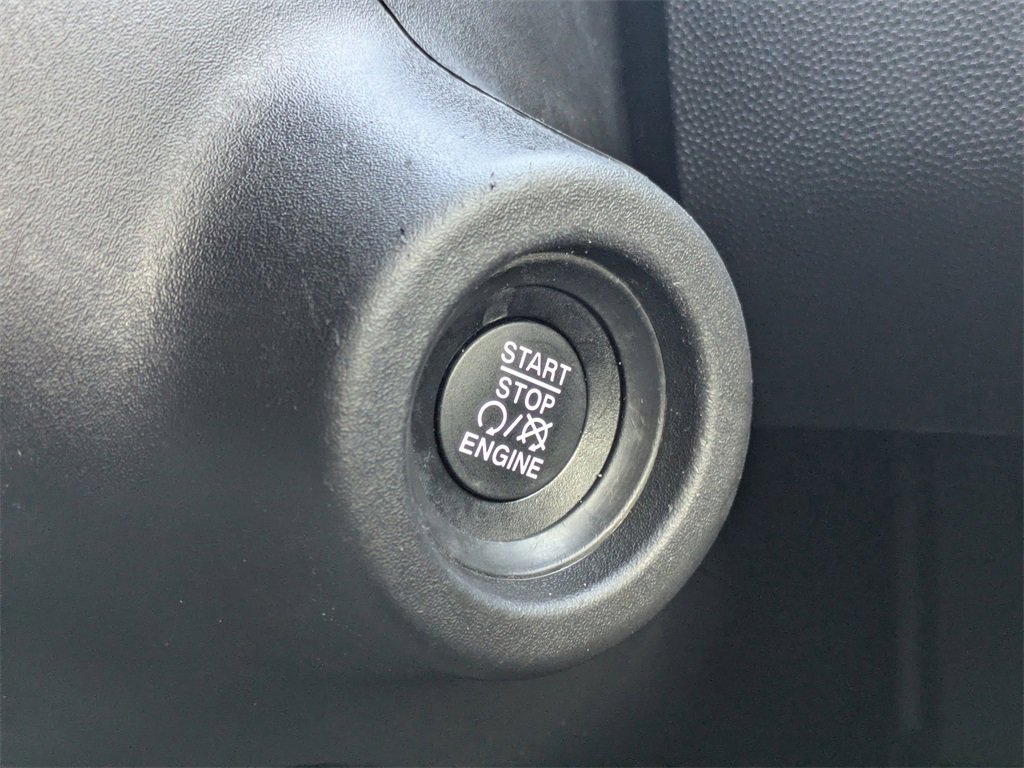 START
STOP
/
ENGINE